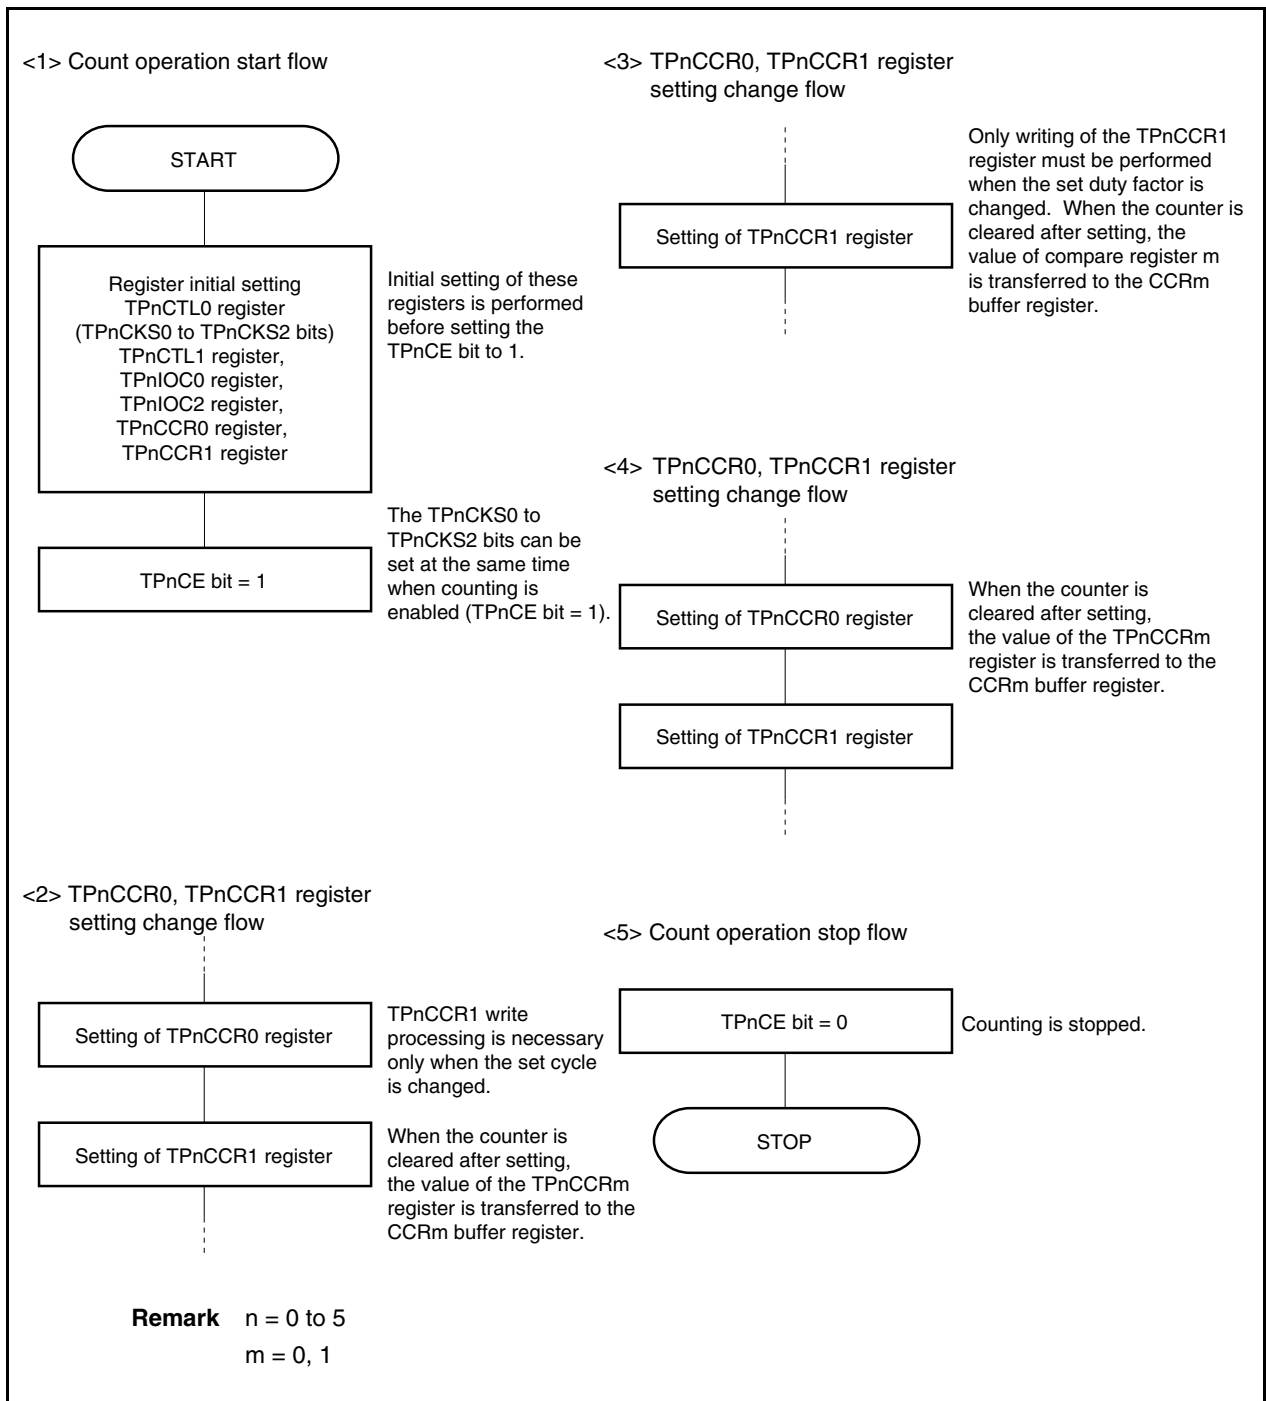 <1> Count operation start flow
START
Register initial setting
TPnCTL0 register
(TPnCKS0 to TPnCKS2 bits)
TPnCTL1 register,
TPnIOC0 register,
TPnIOC2 register,
TPnCCR0 register,
TPnCCR1 register
Initial setting of these
registers is performed
before setting the
TPnCE bit to 1.
TPnCE bit = 1
The TPnCKS0 to
TPnCKS2 bits can be
set at the same time
when counting is
enabled (TPnCE bit = 1).
<2> TPnCCR0, TPnCCR1 register
setting change flow
Setting of TPnCCR0 register
TPnCCR1 write
processing is necessary
only when the set cycle
is changed.
Setting of TPnCCR1 register
When the counter is
cleared after setting,
the value of the TPnCCRm
register is transferred to the
CCRm buffer register.
<3> TPnCCR0, TPnCCR1 register
setting change flow
Setting of TPnCCR1 register
Only writing of the TPnCCR1
register must be performed
when the set duty factor is
changed. When the counter is
cleared after setting, the
value of compare register m
is transferred to the CCRm
buffer register.
<4> TPnCCR0, TPnCCR1 register
setting change flow
Setting of TPnCCR0 register
When the counter is
cleared after setting,
the value of the TPnCCRm
register is transferred to the
CCRm buffer register.
Setting of TPnCCR1 register
<5> Count operation stop flow
TPnCE bit = 0
Counting is stopped.
STOP
Remark n = 0 to 5
m = 0, 1